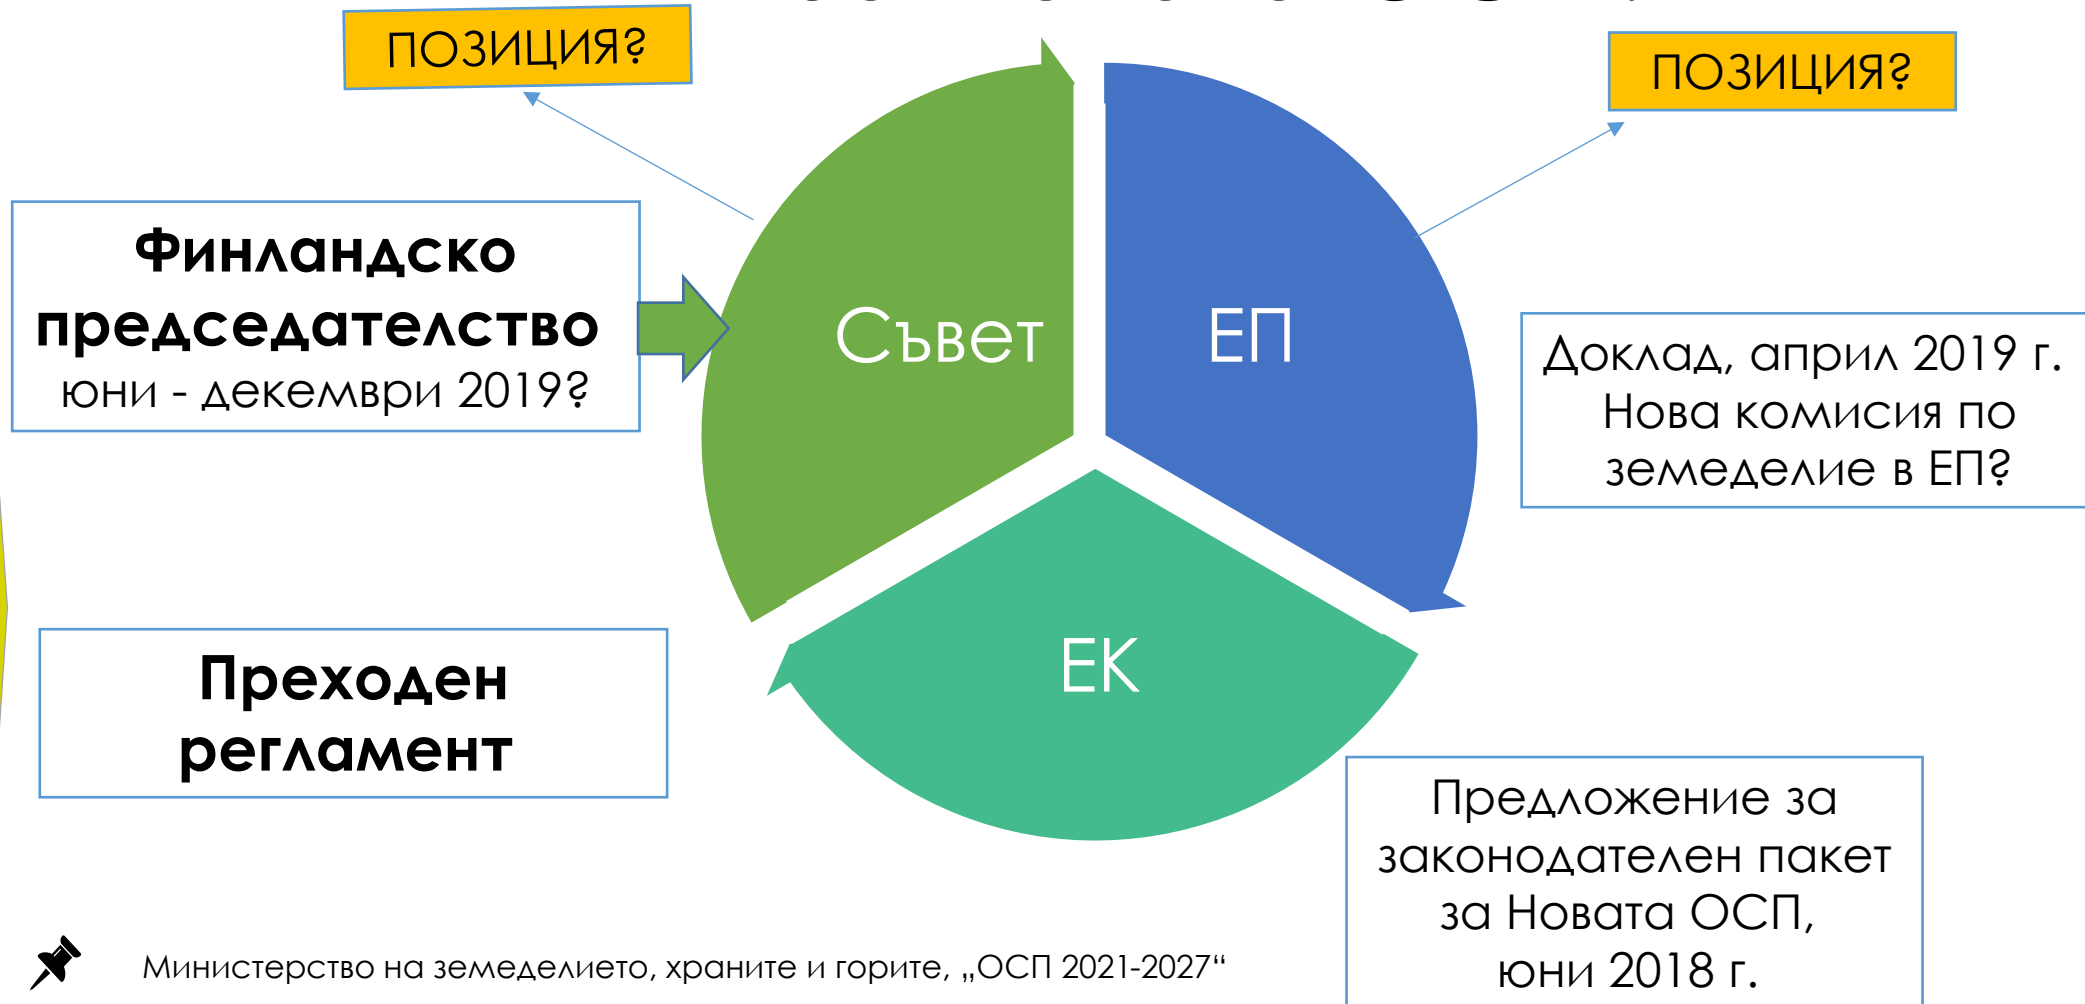 ПОЗИЦИЯ?
ПОЗИЦИЯ?
Финландско
председателство
юни - декември 2019?
Съвет
ЕП
Доклад, април 2019 г.
Нова комисия по
земеделие в ЕП?
Преходен
регламент
ЕК
Предложение за
законодателен пакет
за Новата ОСП,
юни 2018 г.
Министерство на земеделието, храните и горите, „ОСП 2021-2027“